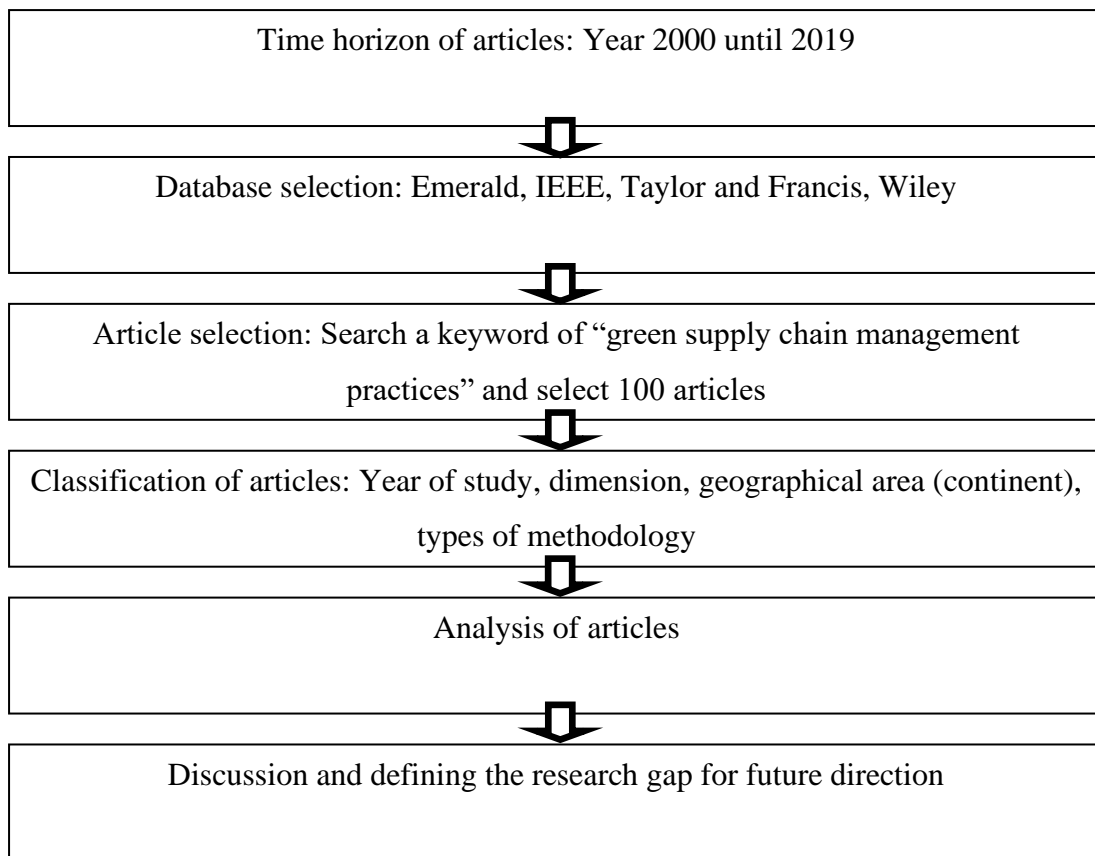 Time horizon of articles: Year 2000 until 2019
Database selection: Emerald, IEEE, Taylor and Francis, Wiley
Article selection: Search a keyword of “green supply chain management
practices” and select 100 articles
Classification of articles: Year of study, dimension, geographical area (continent),
types of methodology
Analysis of articles
Discussion and defining the research gap for future direction